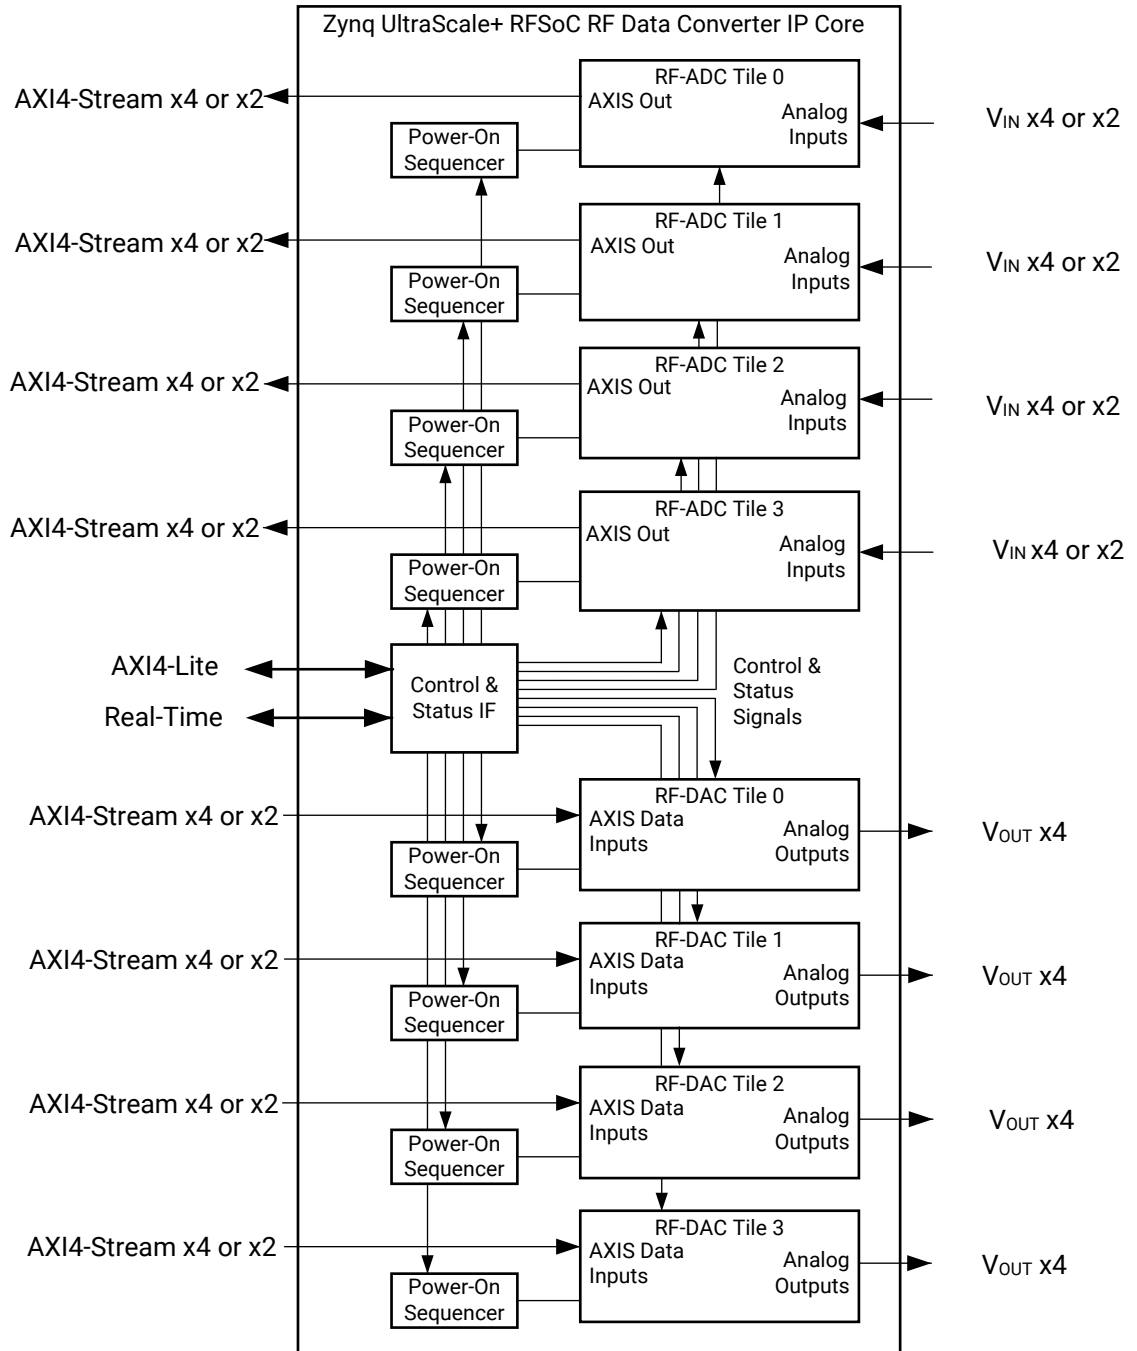 Zynq UltraScale+ RFSoC RF Data Converter IP Core
RF-ADC Tile 0
AXI4-Stream x4 or x2
AXIS Out
Analog
Inputs
VIN x4 or x2
Power-On
Sequencer
RF-ADC Tile 1
AXI4-Stream x4 or x2
AXIS Out
Analog
Inputs
VIN x4 or x2
Power-On
Sequencer
RF-ADC Tile 2
AXI4-Stream x4 or x2
AXIS Out
Analog
Inputs
VIN x4 or x2
Power-On
Sequencer
RF-ADC Tile 3
AXI4-Stream x4 or x2
AXIS Out
Analog
Inputs
VIN x4 or x2
Power-On
Sequencer
AXI4-Lite
Real-Time
Control &
Status IF
Control &
Status
Signals
RF-DAC Tile 0
AXI4-Stream x4 or x2
AXIS Data
Inputs
Analog
Outputs
VOUT x4
Power-On
Sequencer
RF-DAC Tile 1
AXI4-Stream x4 or x2
AXIS Data
Inputs
Analog
Outputs
VOUT x4
Power-On
Sequencer
RF-DAC Tile 2
AXI4-Stream x4 or x2
AXIS Data
Inputs
Analog
Outputs
VOUT x4
Power-On
Sequencer
RF-DAC Tile 3
AXI4-Stream x4 or x2
AXIS Data
Inputs
Analog
Outputs
VOUT x4
Power-On
Sequencer